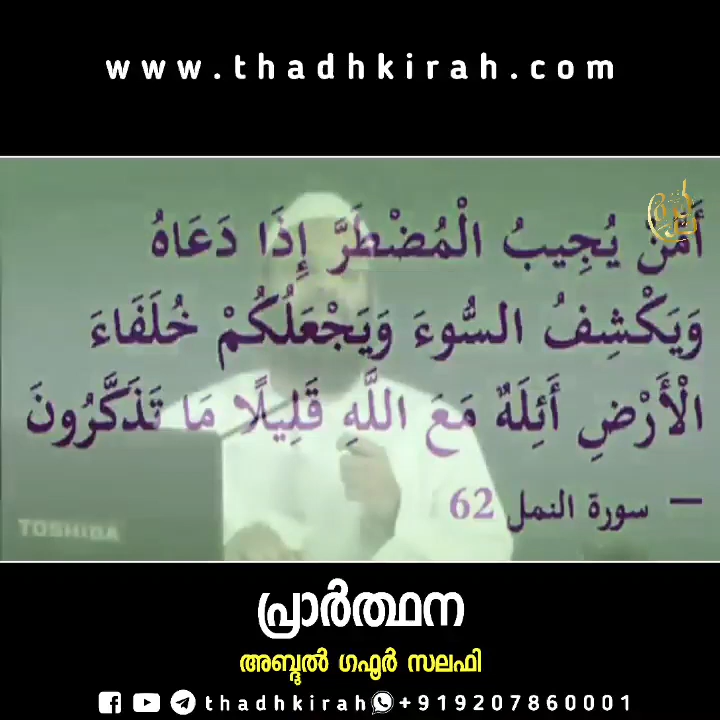 www.thadhkirah.com
أَمَّنْ يُجِيبُ الْمُضْطَرَّ إِذَا دَعَاهُ
وَيَكْشِفُ السُّوءَ وَيَجْعَلُكُمْ خُلَفَاءَ
الْأَرْضِ أَئِلَهٌ مَعَ اللَّهِ قَلِيلًا مَا تَذَكَّرُونَ
— سورة النمل 62
TOSHIBA
പ്രാർത്ഥന
അബ്ദുൽ ഗഫൂർ സലഫി
thadhkirah +919207860001